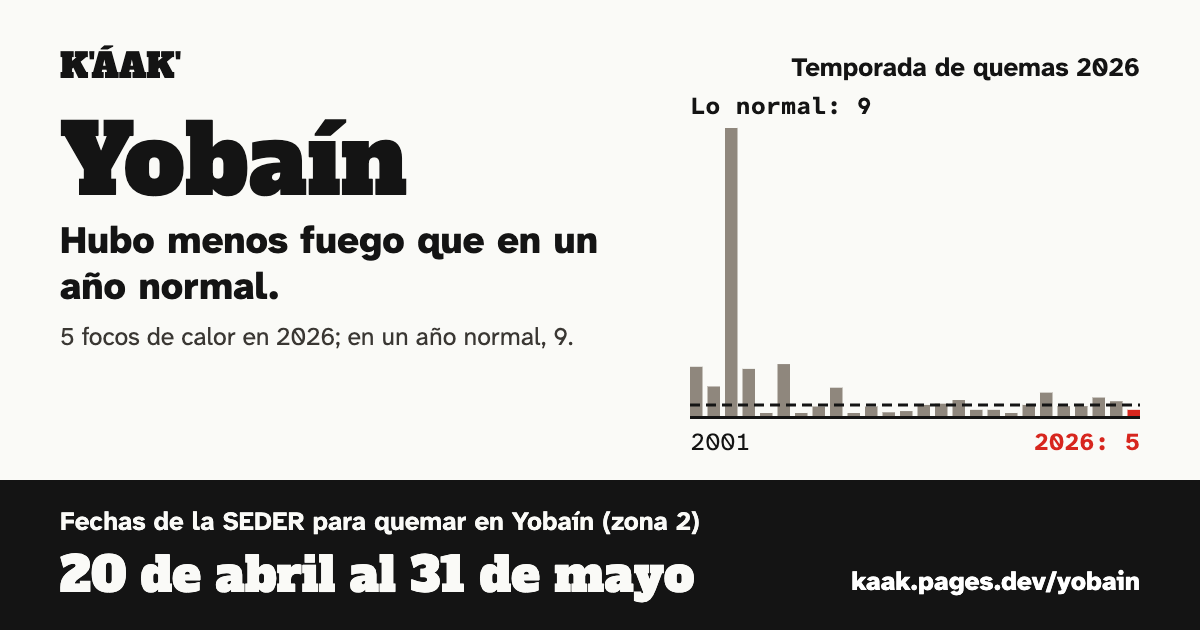 K'ÁAK'
Yobaín
Hubo menos fuego que en un
año normal.
5 focos de calor en 2026; en un año normal, 9.
Temporada de quemas 2026
Lo normal: 9
2001
2026: 5
Fechas de la SEDER para quemar en Yobaín (zona 2)
20 de abril al 31 de mayo
kaak.pages.dev/yobain